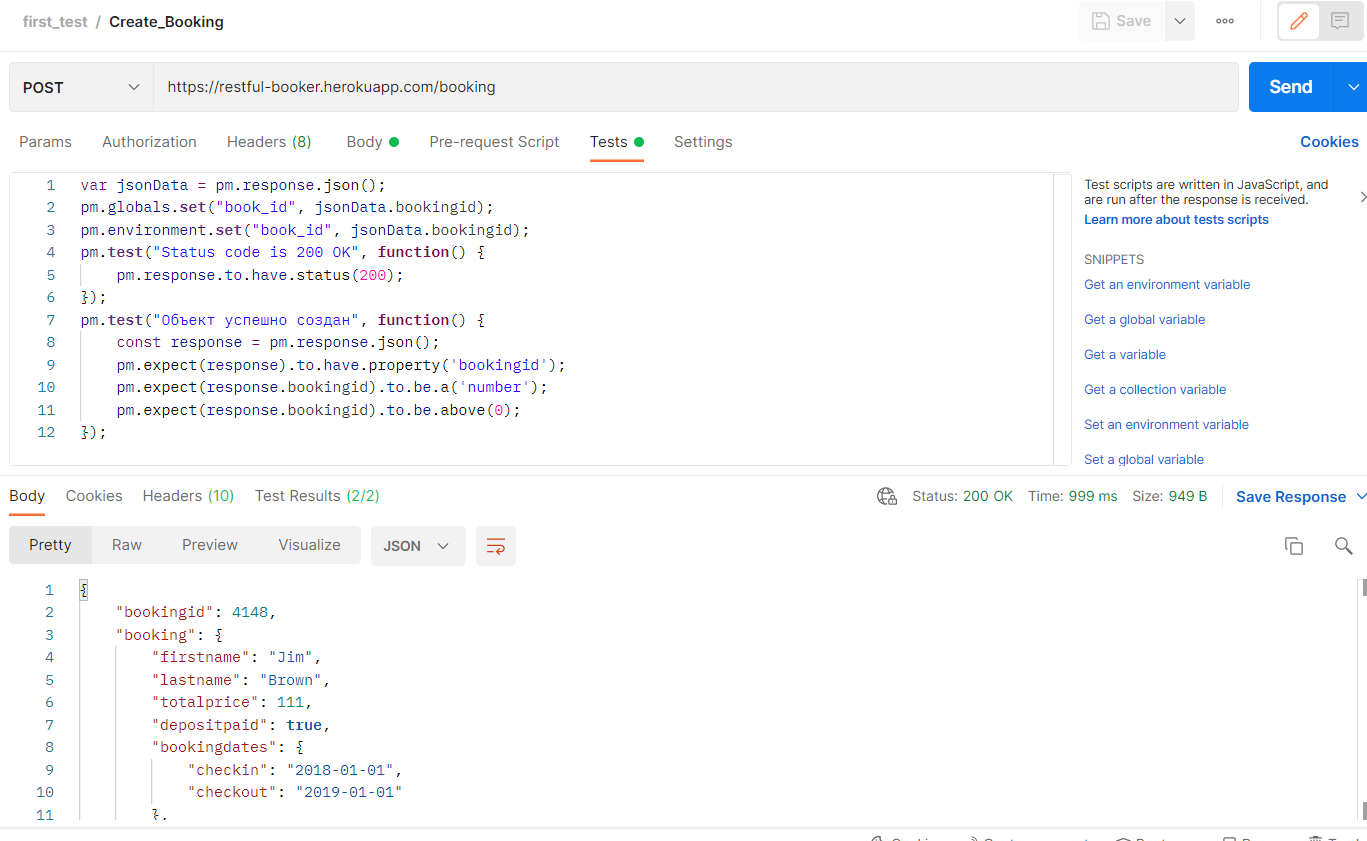 first_test / Create_Booking
Save
POST
https://restful-booker.herokuapp.com/booking
Send
Params Authorization Headers (8) Body Pre-request Script Tests Settings Cookies
1 var jsonData = pm.response.json();
2 pm.globals.set("book_id", jsonData.bookingid);
3 pm.environment.set("book_id", jsonData.bookingid);
4 pm.test("Status code is 200 OK", function() {
5 pm.response.to.have.status(200);
6 });
7 pm.test("Объект успешно создан", function() {
8 const response = pm.response.json();
9 pm.expect(response).to.have.property('bookingid');
10 pm.expect(response.bookingid).to.be.a('number');
11 pm.expect(response.bookingid).to.be.above(0);
12 });
Test scripts are written in JavaScript, and
are run after the response is received.
Learn more about tests scripts
SNIPPETS
Get an environment variable
Get a global variable
Get a variable
Get a collection variable
Set an environment variable
Set a global variable
Body Cookies Headers (10) Test Results (2/2) Status: 200 OK Time: 999 ms Size: 949 B Save Response
Pretty Raw Preview Visualize JSON
1 {
2 "bookingid": 4148,
3 "booking": {
4 "firstname": "Jim",
5 "lastname": "Brown",
6 "totalprice": 111,
7 "depositpaid": true,
8 "bookingdates": {
9 "checkin": "2018-01-01",
10 "checkout": "2019-01-01"
11 },